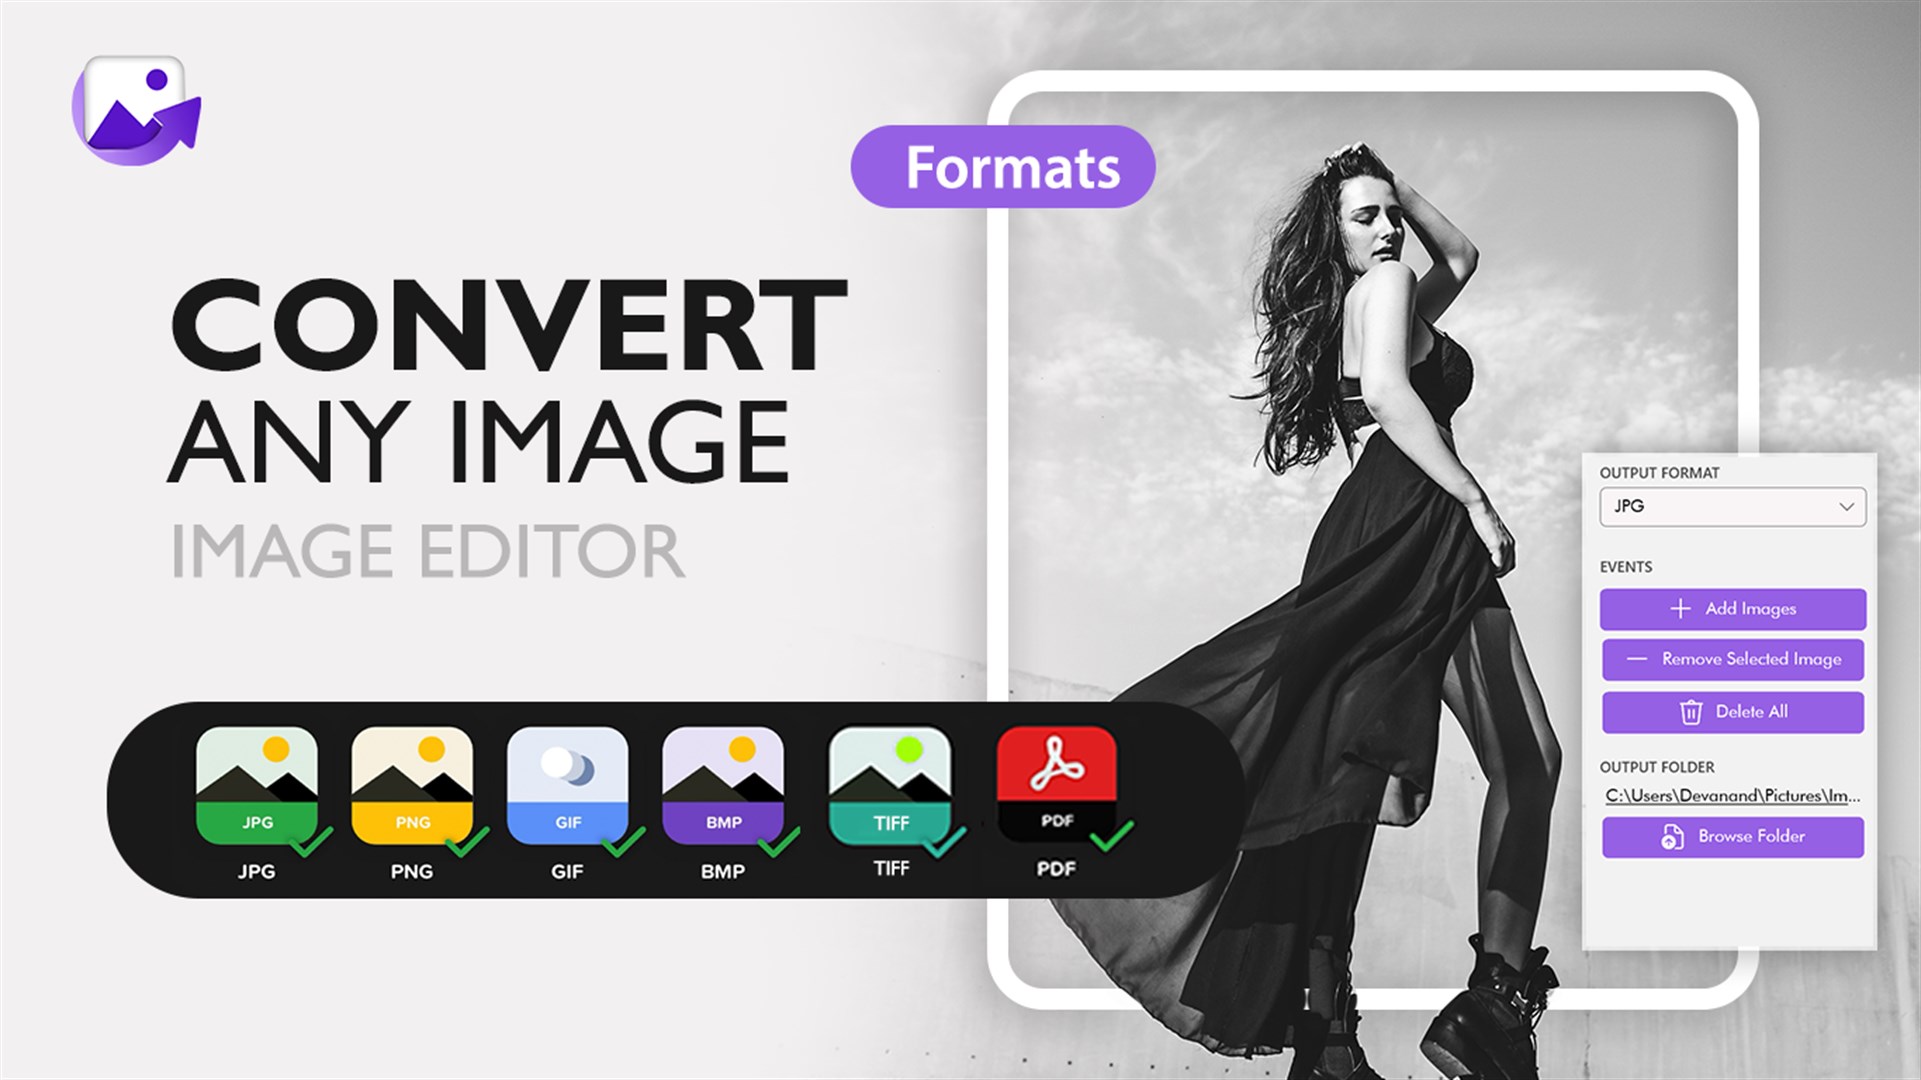 Formats
CONVERT
ANY IMAGE
IMAGE EDITOR
JPG PNG GIF BMP TIFF PDF
JPG PNG GIF BMP TIFF PDF
OUTPUT FORMAT
JPG
EVENTS
Add Images
Remove Selected Image
Delete All
OUTPUT FOLDER
C:\Users\Devanand\Pictures\Im...
Browse Folder